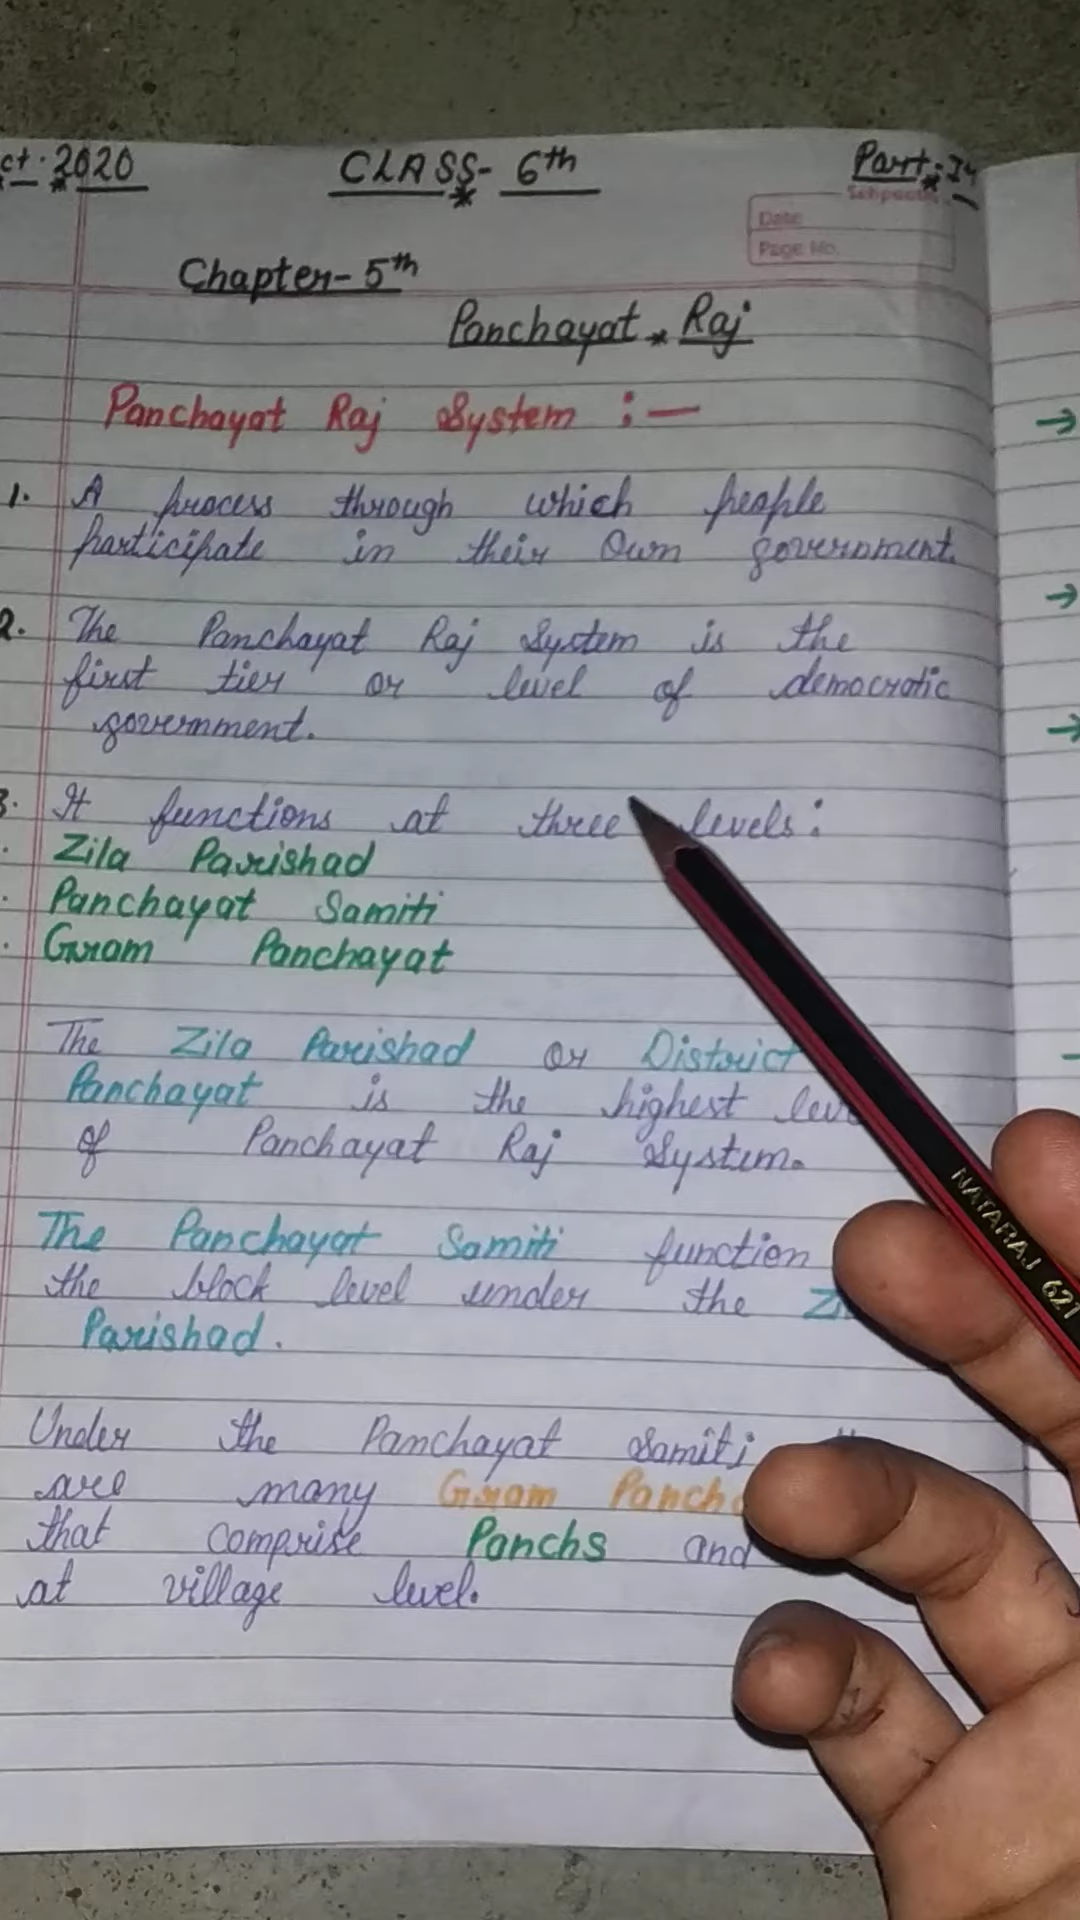 ct. 2020
CLASS- 6th
Part:
Date
Page No.
Chapter- 5th
Panchayat Raj
Panchayat Raj System :-
1. A process through which people
participate in their Own government.
2. The Panchayat Raj System is the
first tier or level of democratic
government.
3. It functions at three levels:
Zila Parishad
Panchayat Samiti
Gram Panchayat
The Zila Parishad or District
Panchayat is the highest
of Panchayat Raj System.
The Panchayat Samiti function
the block level under the
Parishad.
Under the Panchayat Samiti
are many Gram Pancha
that comprise Panchs and
at village level.
NATARAJ 621